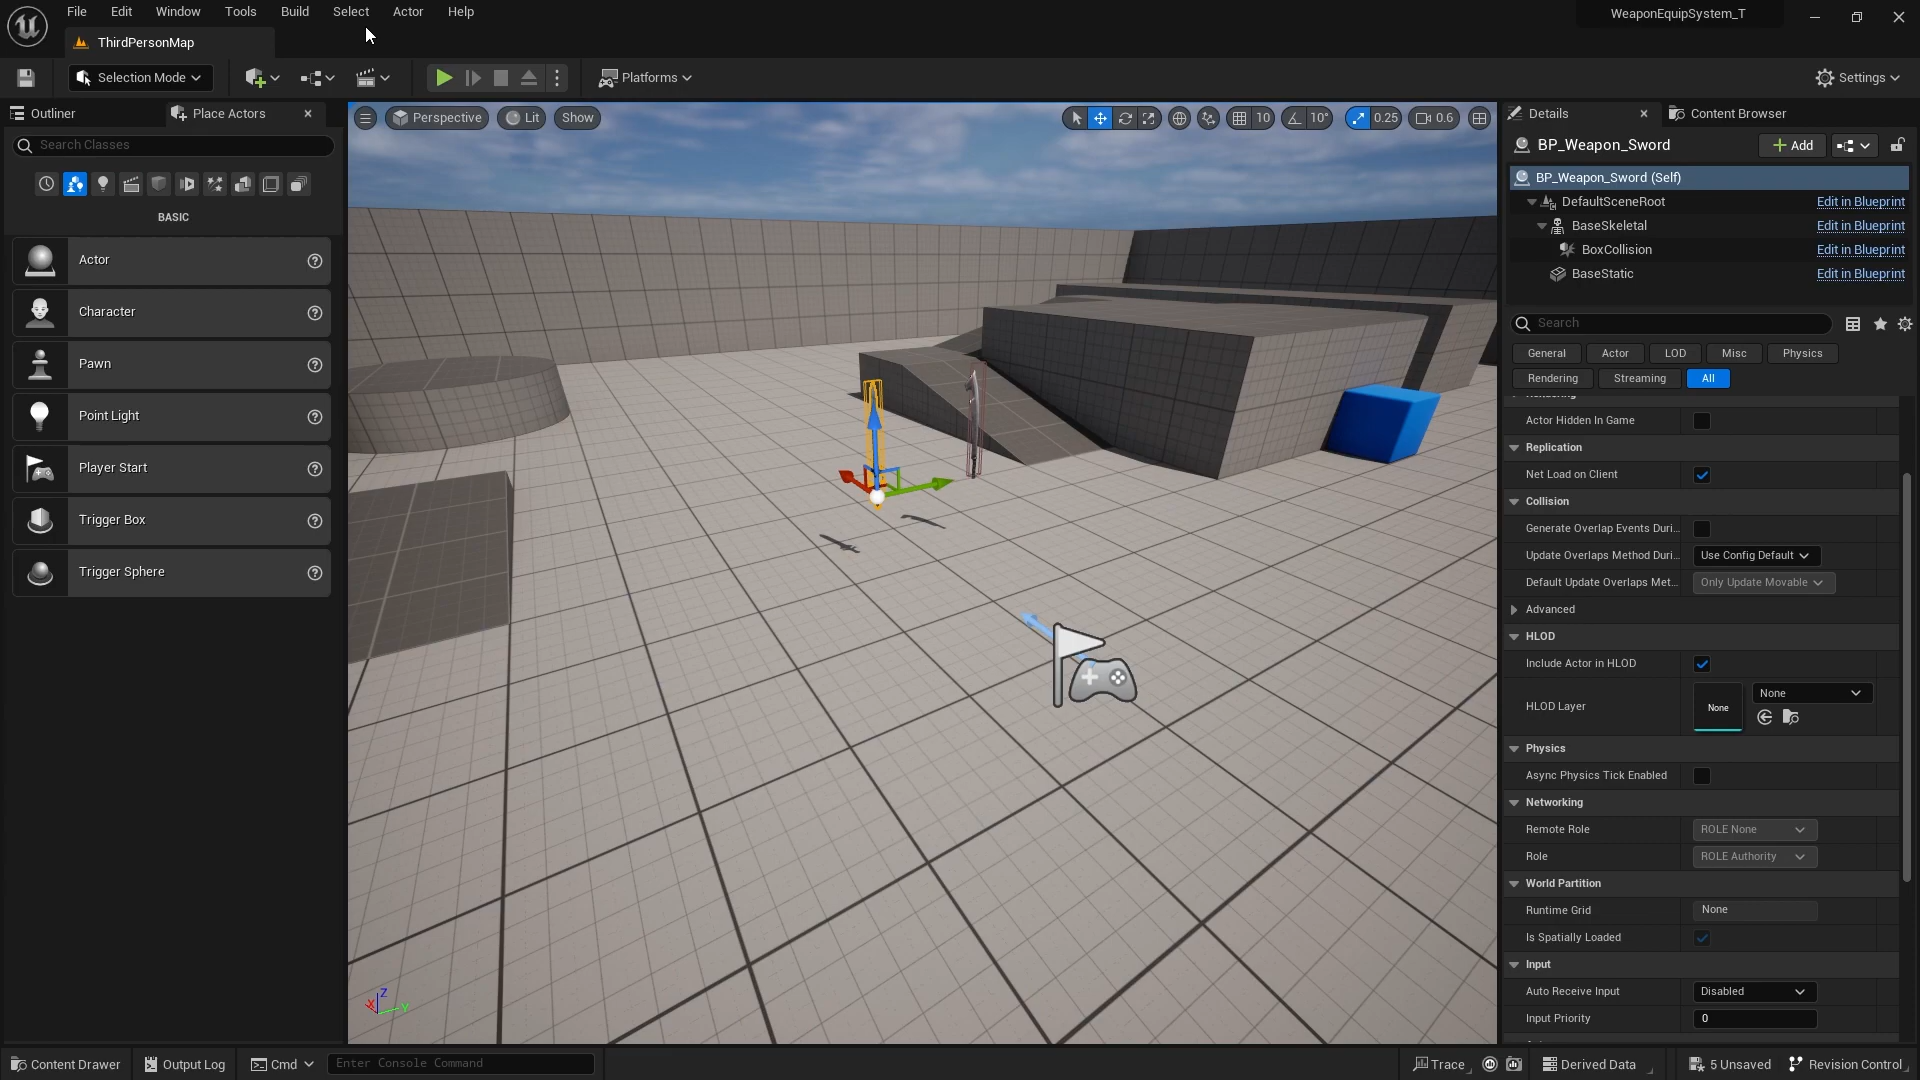 File Edit Window Tools Build Select Actor Help
WeaponEquipSystem_T
ThirdPersonMap
Selection Mode
Platforms
Settings
Outliner
Place Actors
Search Classes
BASIC
Actor
Character
Pawn
Point Light
Player Start
Trigger Box
Trigger Sphere
Perspective
Lit
Show
10
10°
0.25
0.6
X
Y
Z
Details
Content Browser
BP_Weapon_Sword
Add
BP_Weapon_Sword (Self)
DefaultSceneRoot Edit in Blueprint
BaseSkeletal Edit in Blueprint
BoxCollision Edit in Blueprint
BaseStatic Edit in Blueprint
Search
General Actor LOD Misc Physics
Rendering Streaming All
Rendering
Actor Hidden In Game
Replication
Net Load on Client
Collision
Generate Overlap Events Duri...
Update Overlaps Method Duri... Use Config Default
Default Update Overlaps Met... Only Update Movable
Advanced
HLOD
Include Actor in HLOD
HLOD Layer None None
Physics
Async Physics Tick Enabled
Networking
Remote Role ROLE None
Role ROLE Authority
World Partition
Runtime Grid None
Is Spatially Loaded
Input
Auto Receive Input Disabled
Input Priority 0
Content Drawer
Output Log
Cmd
Enter Console Command
Trace
Derived Data
5 Unsaved
Revision Control